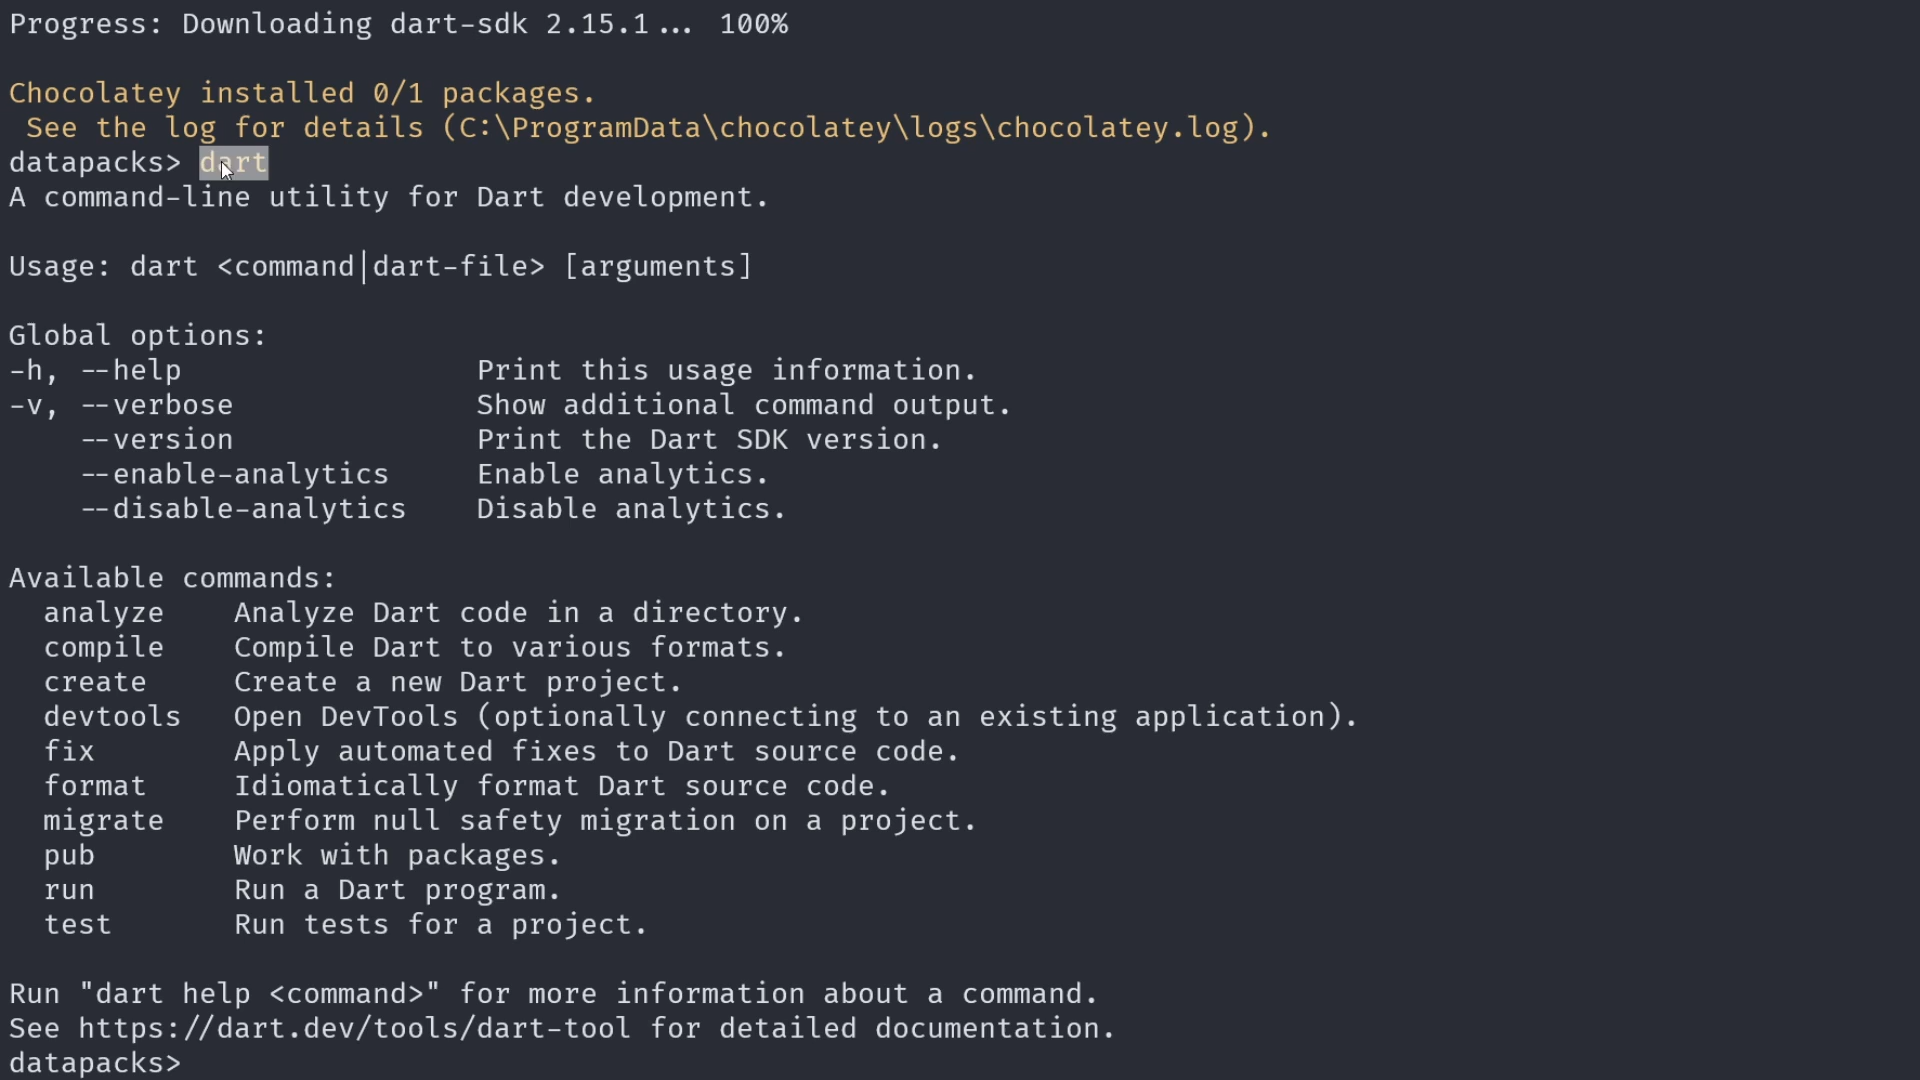 Progress: Downloading dart-sdk 2.15.1... 100%
Chocolatey installed 0/1 packages.
See the log for details (C:\ProgramData\chocolatey\logs\chocolatey.log).
datapacks> dart
A command-line utility for Dart development.
Usage: dart <command|dart-file> [arguments]
Global options:
-h, --help Print this usage information.
-v, --verbose Show additional command output.
--version Print the Dart SDK version.
--enable-analytics Enable analytics.
--disable-analytics Disable analytics.
Available commands:
analyze Analyze Dart code in a directory.
compile Compile Dart to various formats.
create Create a new Dart project.
devtools Open DevTools (optionally connecting to an existing application).
fix Apply automated fixes to Dart source code.
format Idiomatically format Dart source code.
migrate Perform null safety migration on a project.
pub Work with packages.
run Run a Dart program.
test Run tests for a project.
Run "dart help <command>" for more information about a command.
See https://dart.dev/tools/dart-tool for detailed documentation.
datapacks>